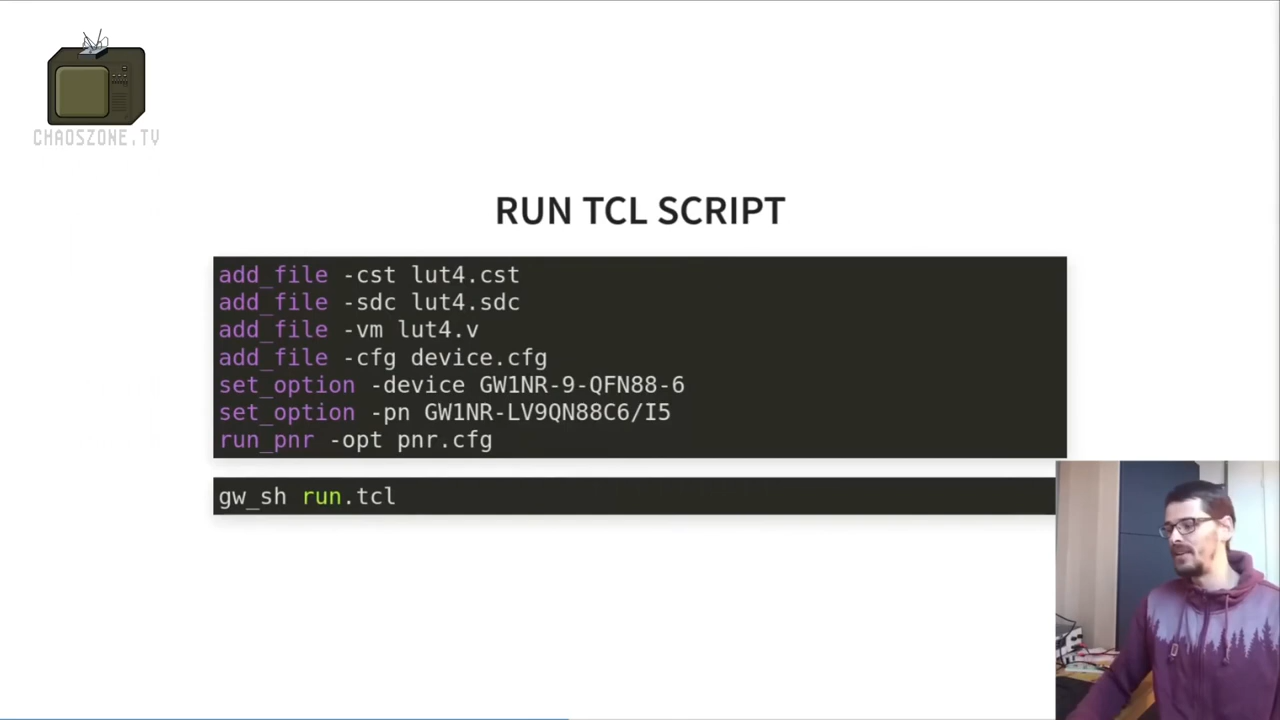 CHAOSZONE.TV
RUN TCL SCRIPT
add_file -cst lut4.cst
add_file -sdc lut4.sdc
add_file -vm lut4.v
add_file -cfg device.cfg
set_option -device GW1NR-9-QFN88-6
set_option -pn GW1NR-LV9QN88C6/I5
run_pnr -opt pnr.cfg
gw_sh run.tcl